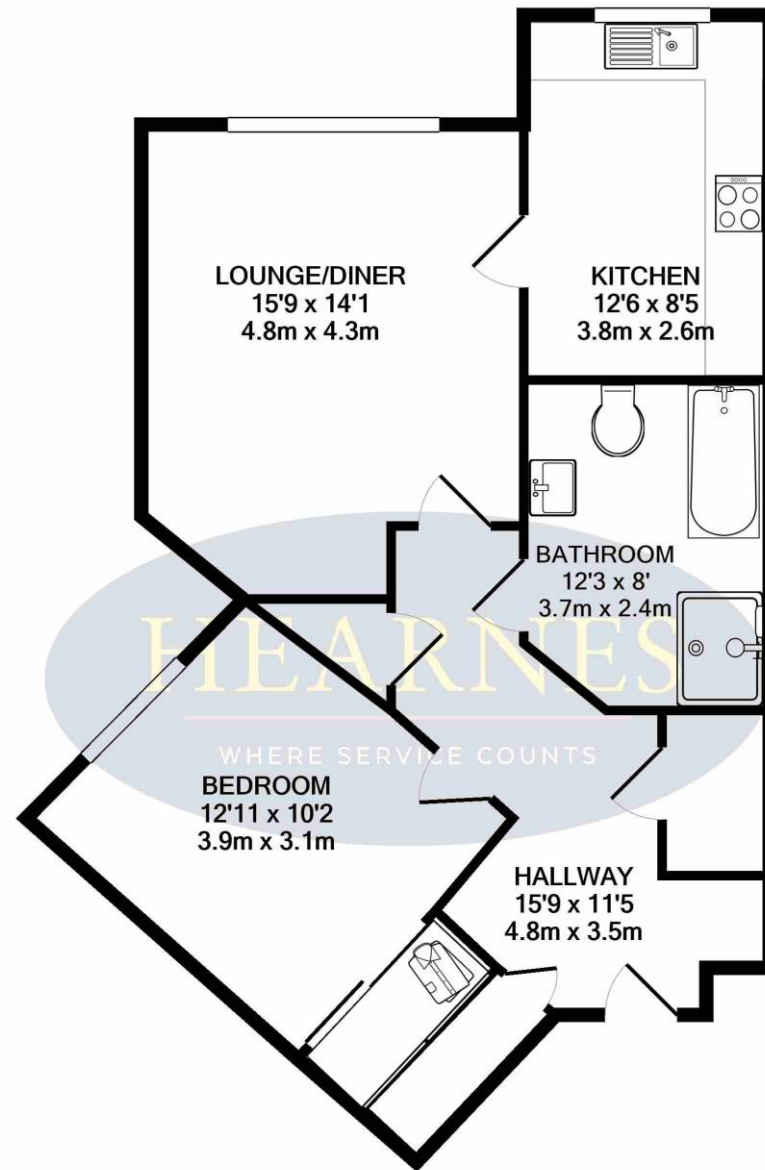 LOUNGE/DINER
15'9 x 14'1
4.8m x 4.3m
KITCHEN
12'6 x 8'5
3.8m x 2.6m
BATHROOM
12'3 x 8'
3.7m x 2.4m
HEARNES
WHERE SERVICE COUNTS
BEDROOM
12'11 x 10'2
3.9m x 3.1m
HALLWAY
15'9 x 11'5
4.8m x 3.5m